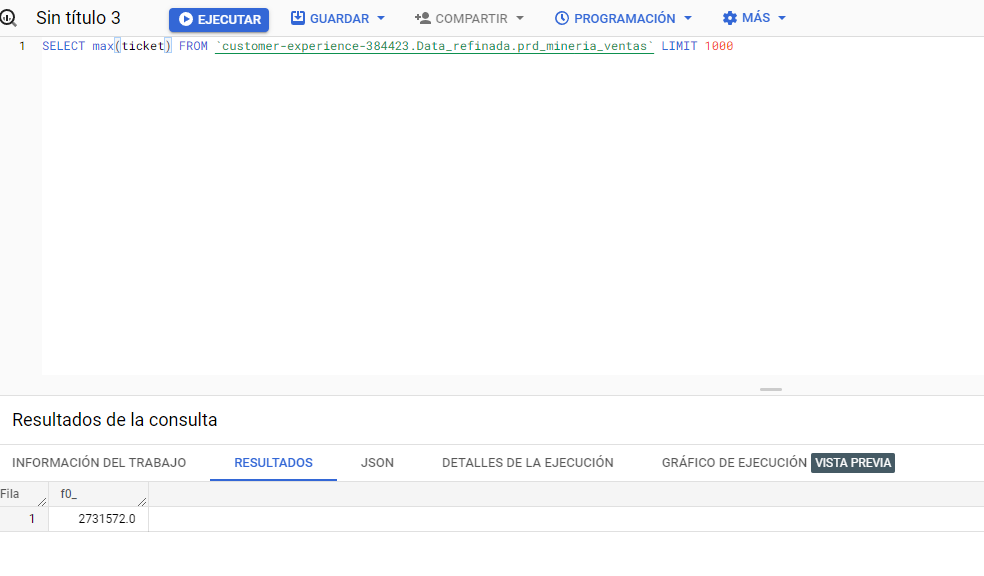 Sin título 3 EJECUTAR GUARDAR COMPARTIR PROGRAMACIÓN MÁS
1 SELECT max(ticket) FROM `customer-experience-384423.Data_refinada.prd_mineria_ventas` LIMIT 1000
Resultados de la consulta
INFORMACIÓN DEL TRABAJO RESULTADOS JSON DETALLES DE LA EJECUCIÓN GRÁFICO DE EJECUCIÓN VISTA PREVIA
Fila f0_
1 2731572.0